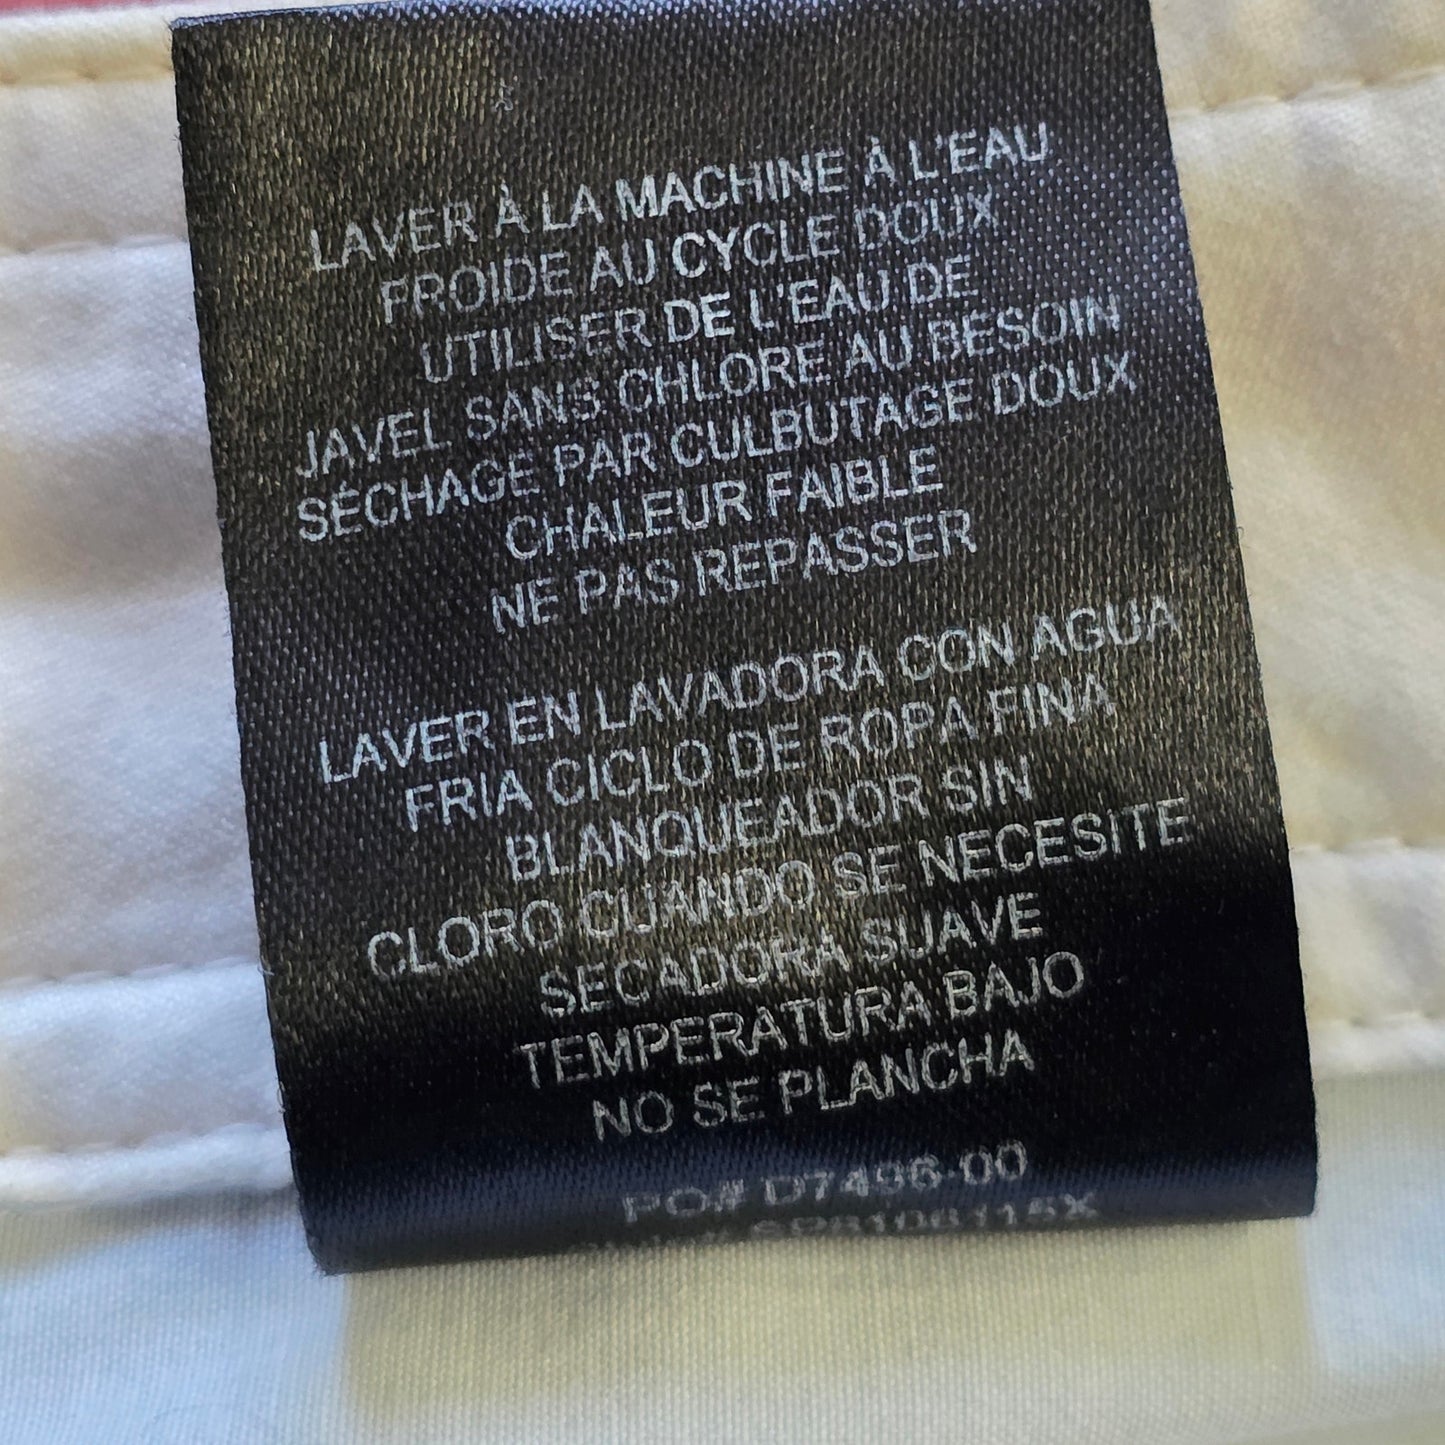 LAVER À LA MACHINE À L'EAU
FROIDE AU CYCLE DOUX
UTILISER DE L'EAU DE
JAVEL SANS CHLORE AU BESOIN
SÉCHAGE PAR CULBUTAGE DOUX
CHALEUR FAIBLE
NE PAS REPASSER
LAVER EN LAVADORA CON AGUA
FRIA CICLO DE ROPA FINA
BLANQUEADOR SIN
CLORO CUANDO SE NECESITE
SECADORA SUAVE
TEMPERATURA BAJO
NO SE PLANCHA
PO# D7496-00